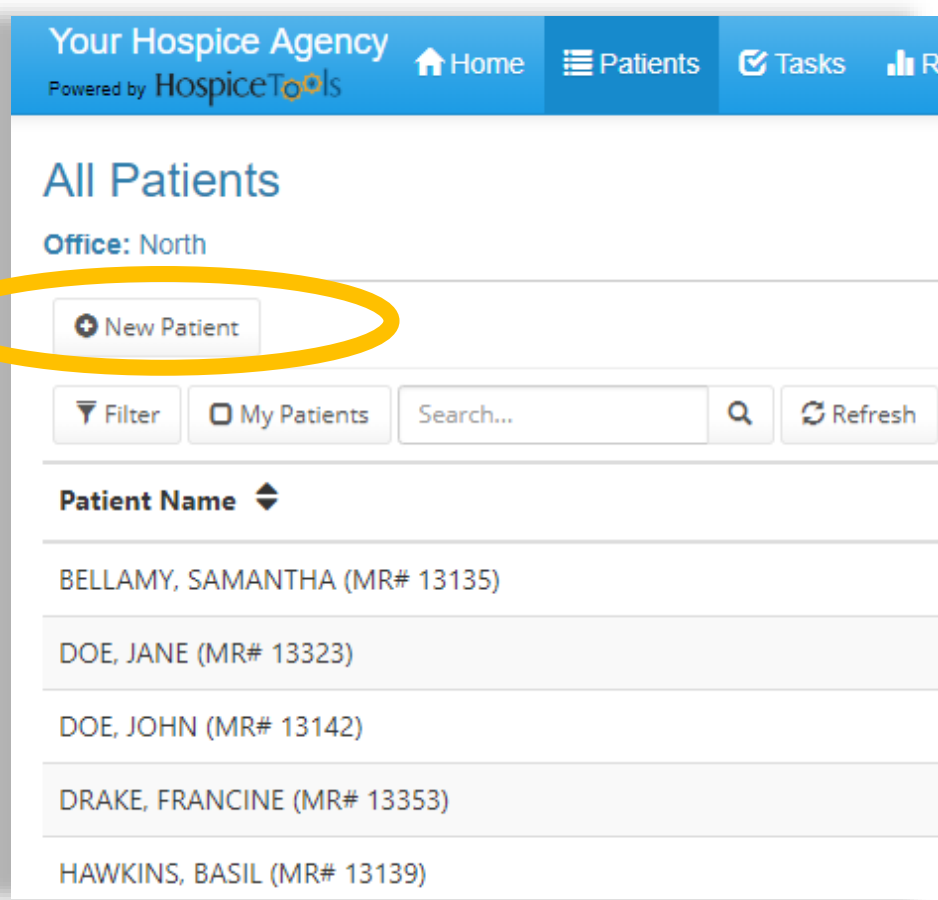 Your Hospice Agency
Powered by HospiceTools
Home Patients Tasks R
All Patients
Office: North
New Patient
Filter My Patients Search... Refresh
Patient Name
BELLAMY, SAMANTHA (MR# 13135)
DOE, JANE (MR# 13323)
DOE, JOHN (MR# 13142)
DRAKE, FRANCINE (MR# 13353)
HAWKINS, BASIL (MR# 13139)